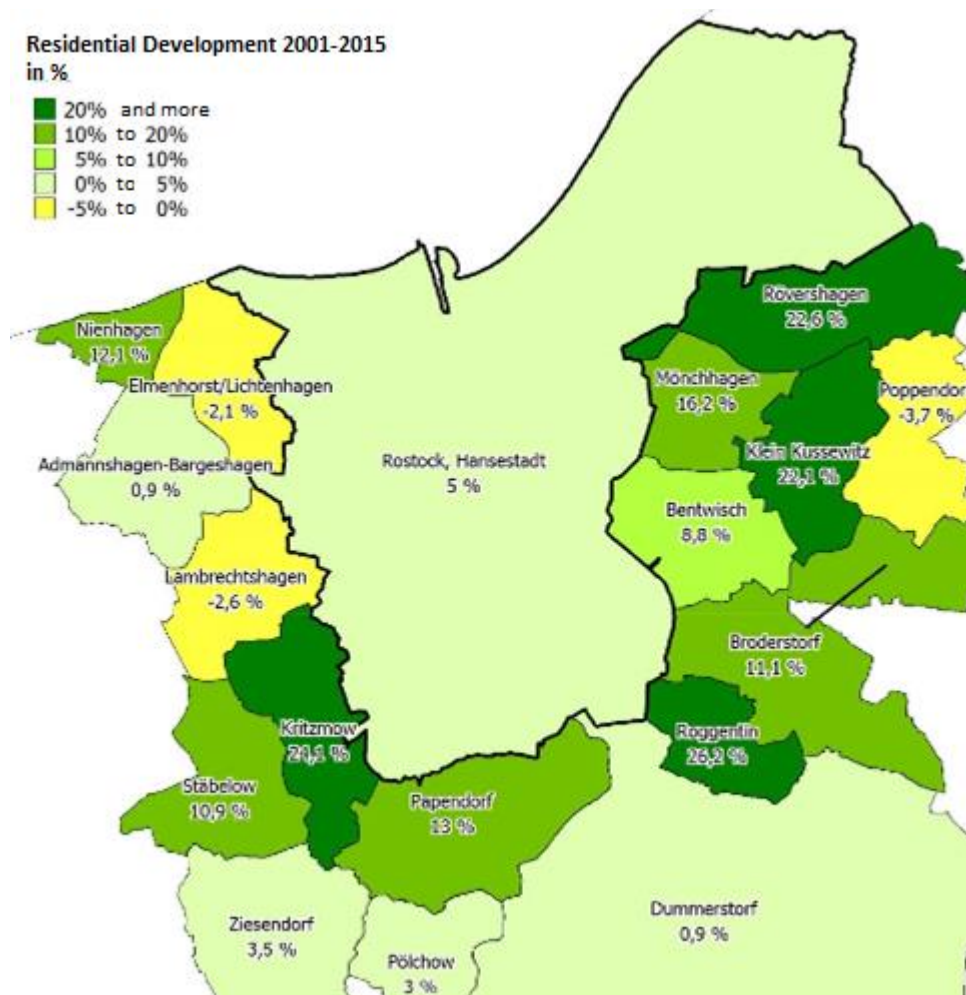 Residential Development 2001-2015
in %
20% and more
10% to 20%
5% to 10%
0% to 5%
-5% to 0%
Rövershagen
22,6 %
Nienhagen
12,1 %
Elmenhorst/Lichtenhagen
-2,1 %
Mönchhagen
16,2 %
Poppendorf
-3,7 %
Admannshagen-Bargeshagen
0,9 %
Rostock, Hansestadt
5 %
Klein Kussewitz
22,1 %
Bentwisch
8,8 %
Lambrechtshagen
-2,6 %
Broderstorf
11,1 %
Kritzmow
24,1 %
Roggentin
26,2 %
Stäbelow
10,9 %
Papendorf
13 %
Ziesendorf
3,5 %
Dummerstorf
0,9 %
Pölchow
3 %